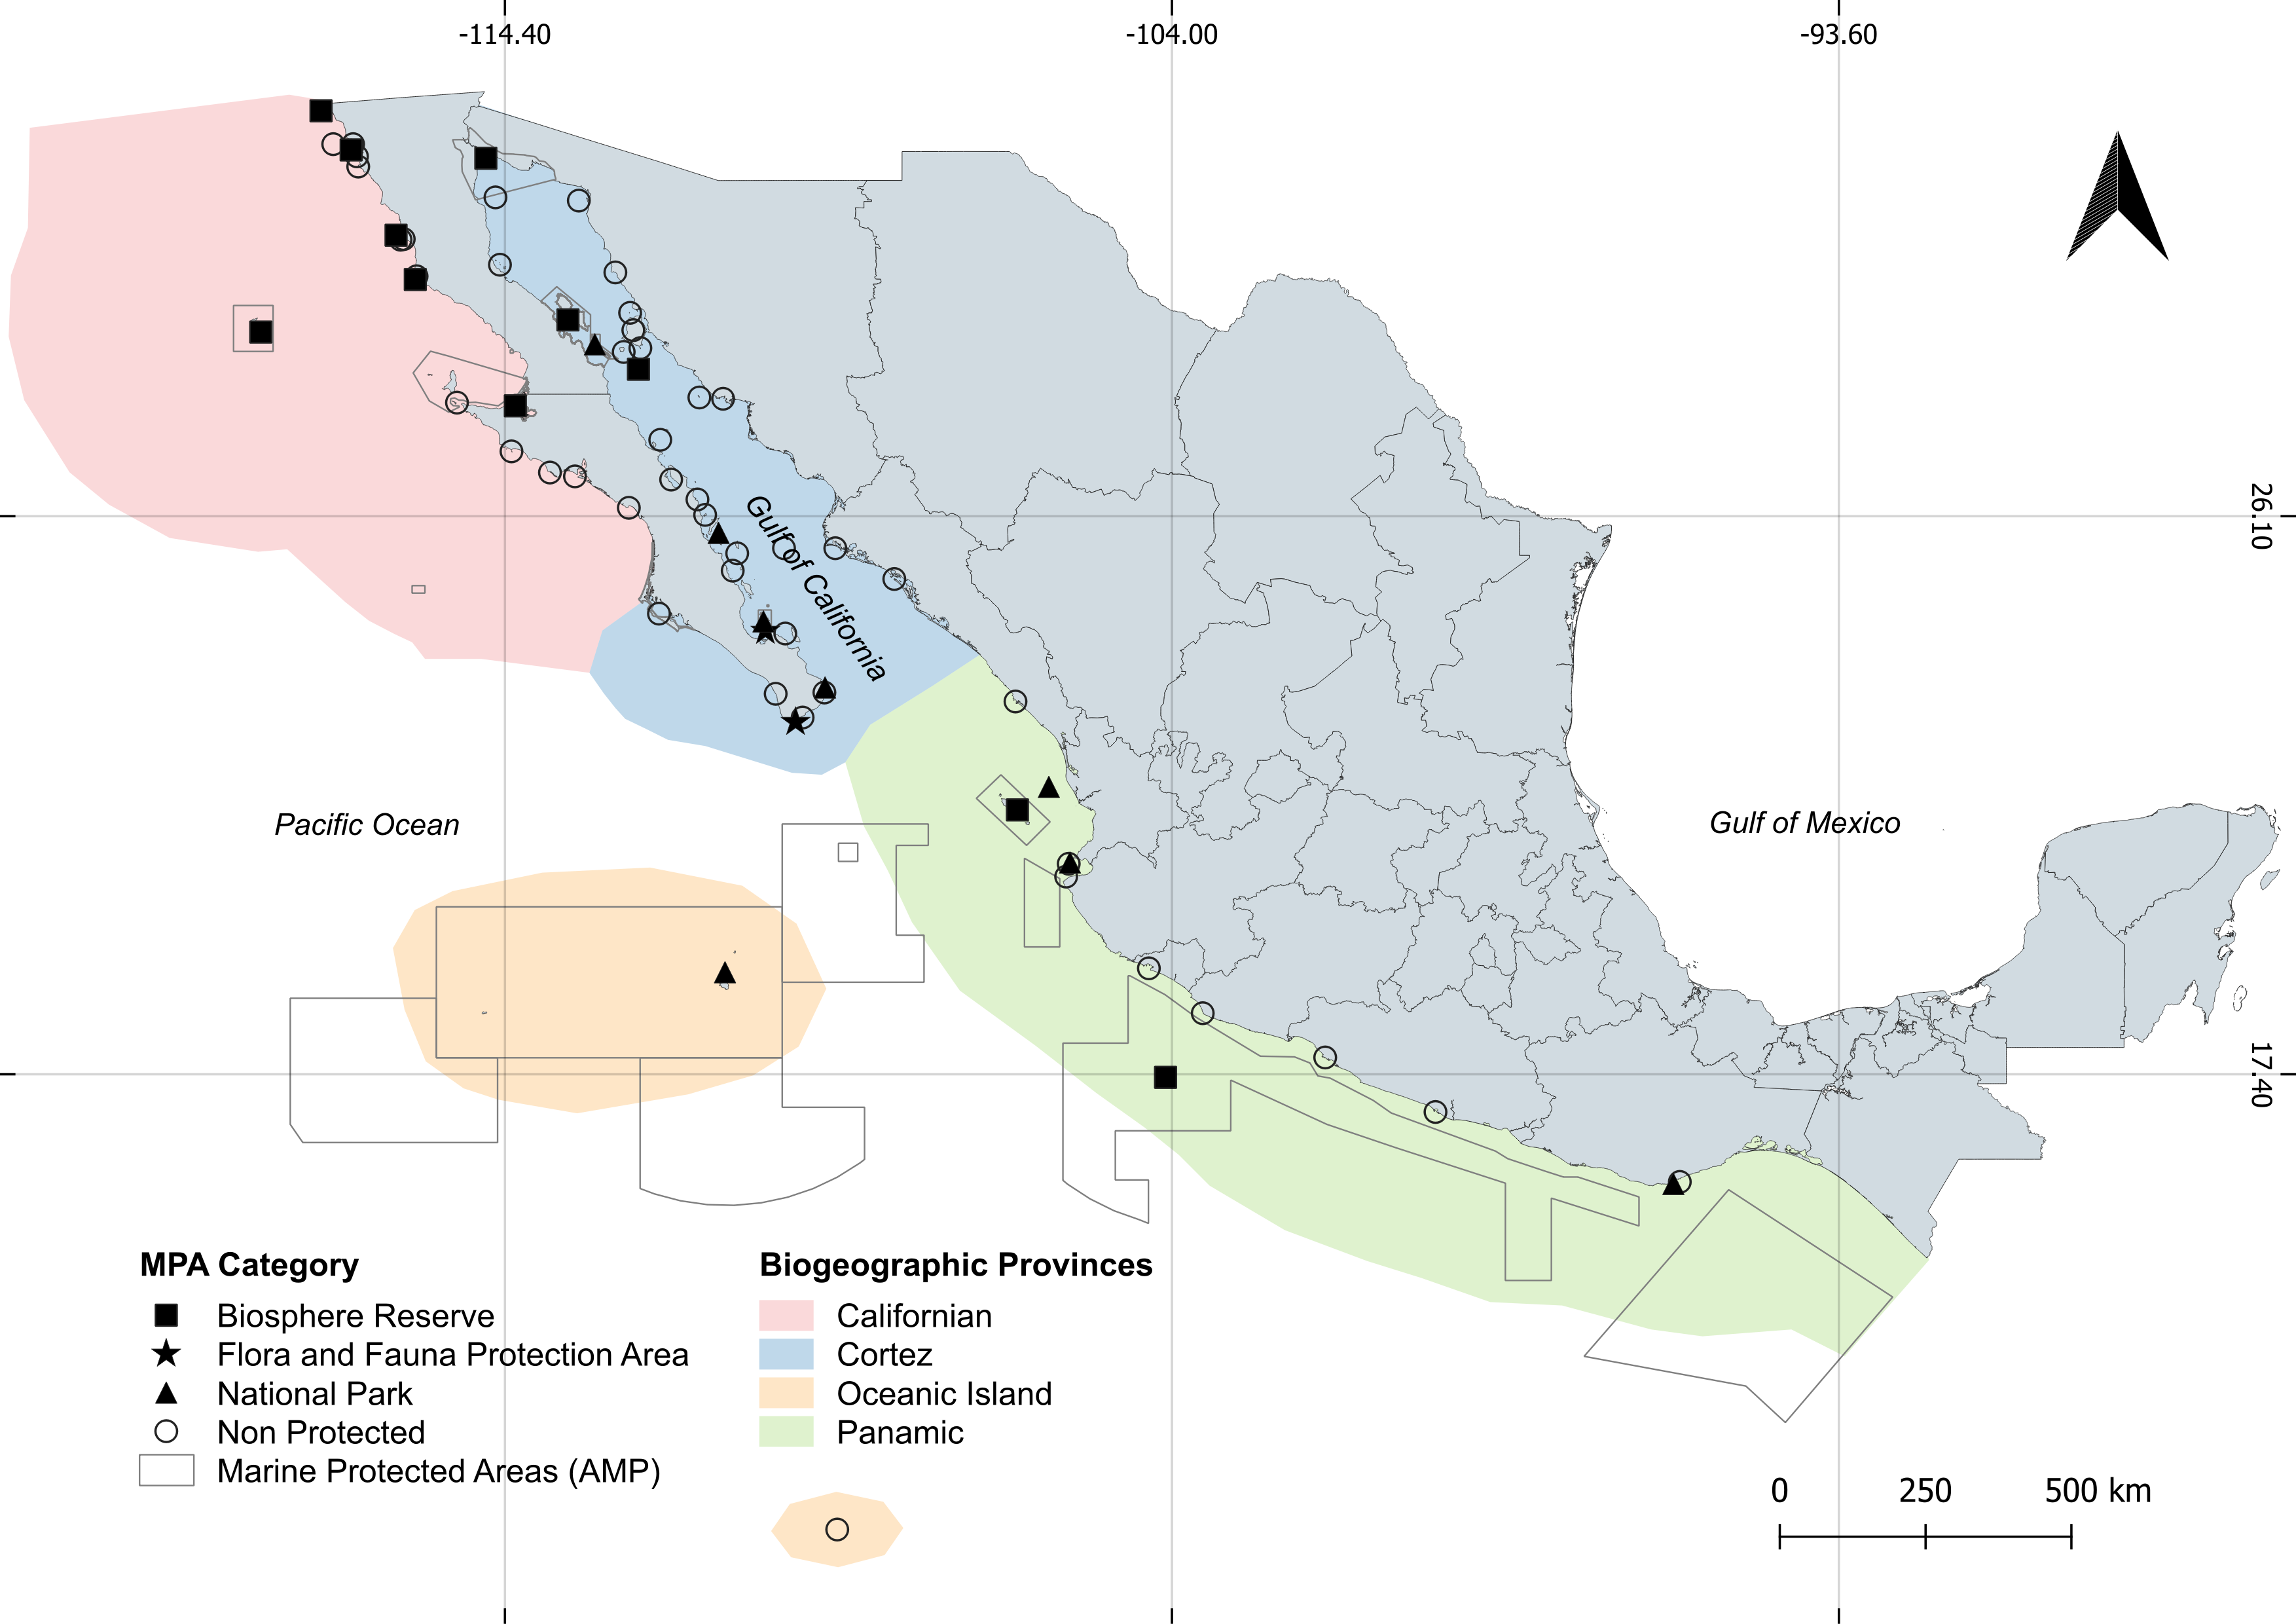 -114.40
-104.00
-93.60
26.10
Gulf of California
Pacific Ocean
Gulf of Mexico
17.40
MPA Category
Biosphere Reserve
Flora and Fauna Protection Area
National Park
Non Protected
Marine Protected Areas (AMP)
Biogeographic Provinces
Californian
Cortez
Oceanic Island
Panamic
0 250 500 km